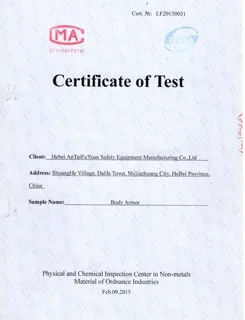 Cert. №: LF20150031
MA
Certificate of Test
Client: Hebei AnTaiFuYuan Safety Equipment Manufacturing Co.,Ltd
Address: ShuangHe Village, DaHe Town, Shijiazhuang City, HeBei Province,
China
Sample Name: Body Armor
Physical and Chemical Inspection Center in Non-metals
Material of Ordnance Industries
Feb.09.2015